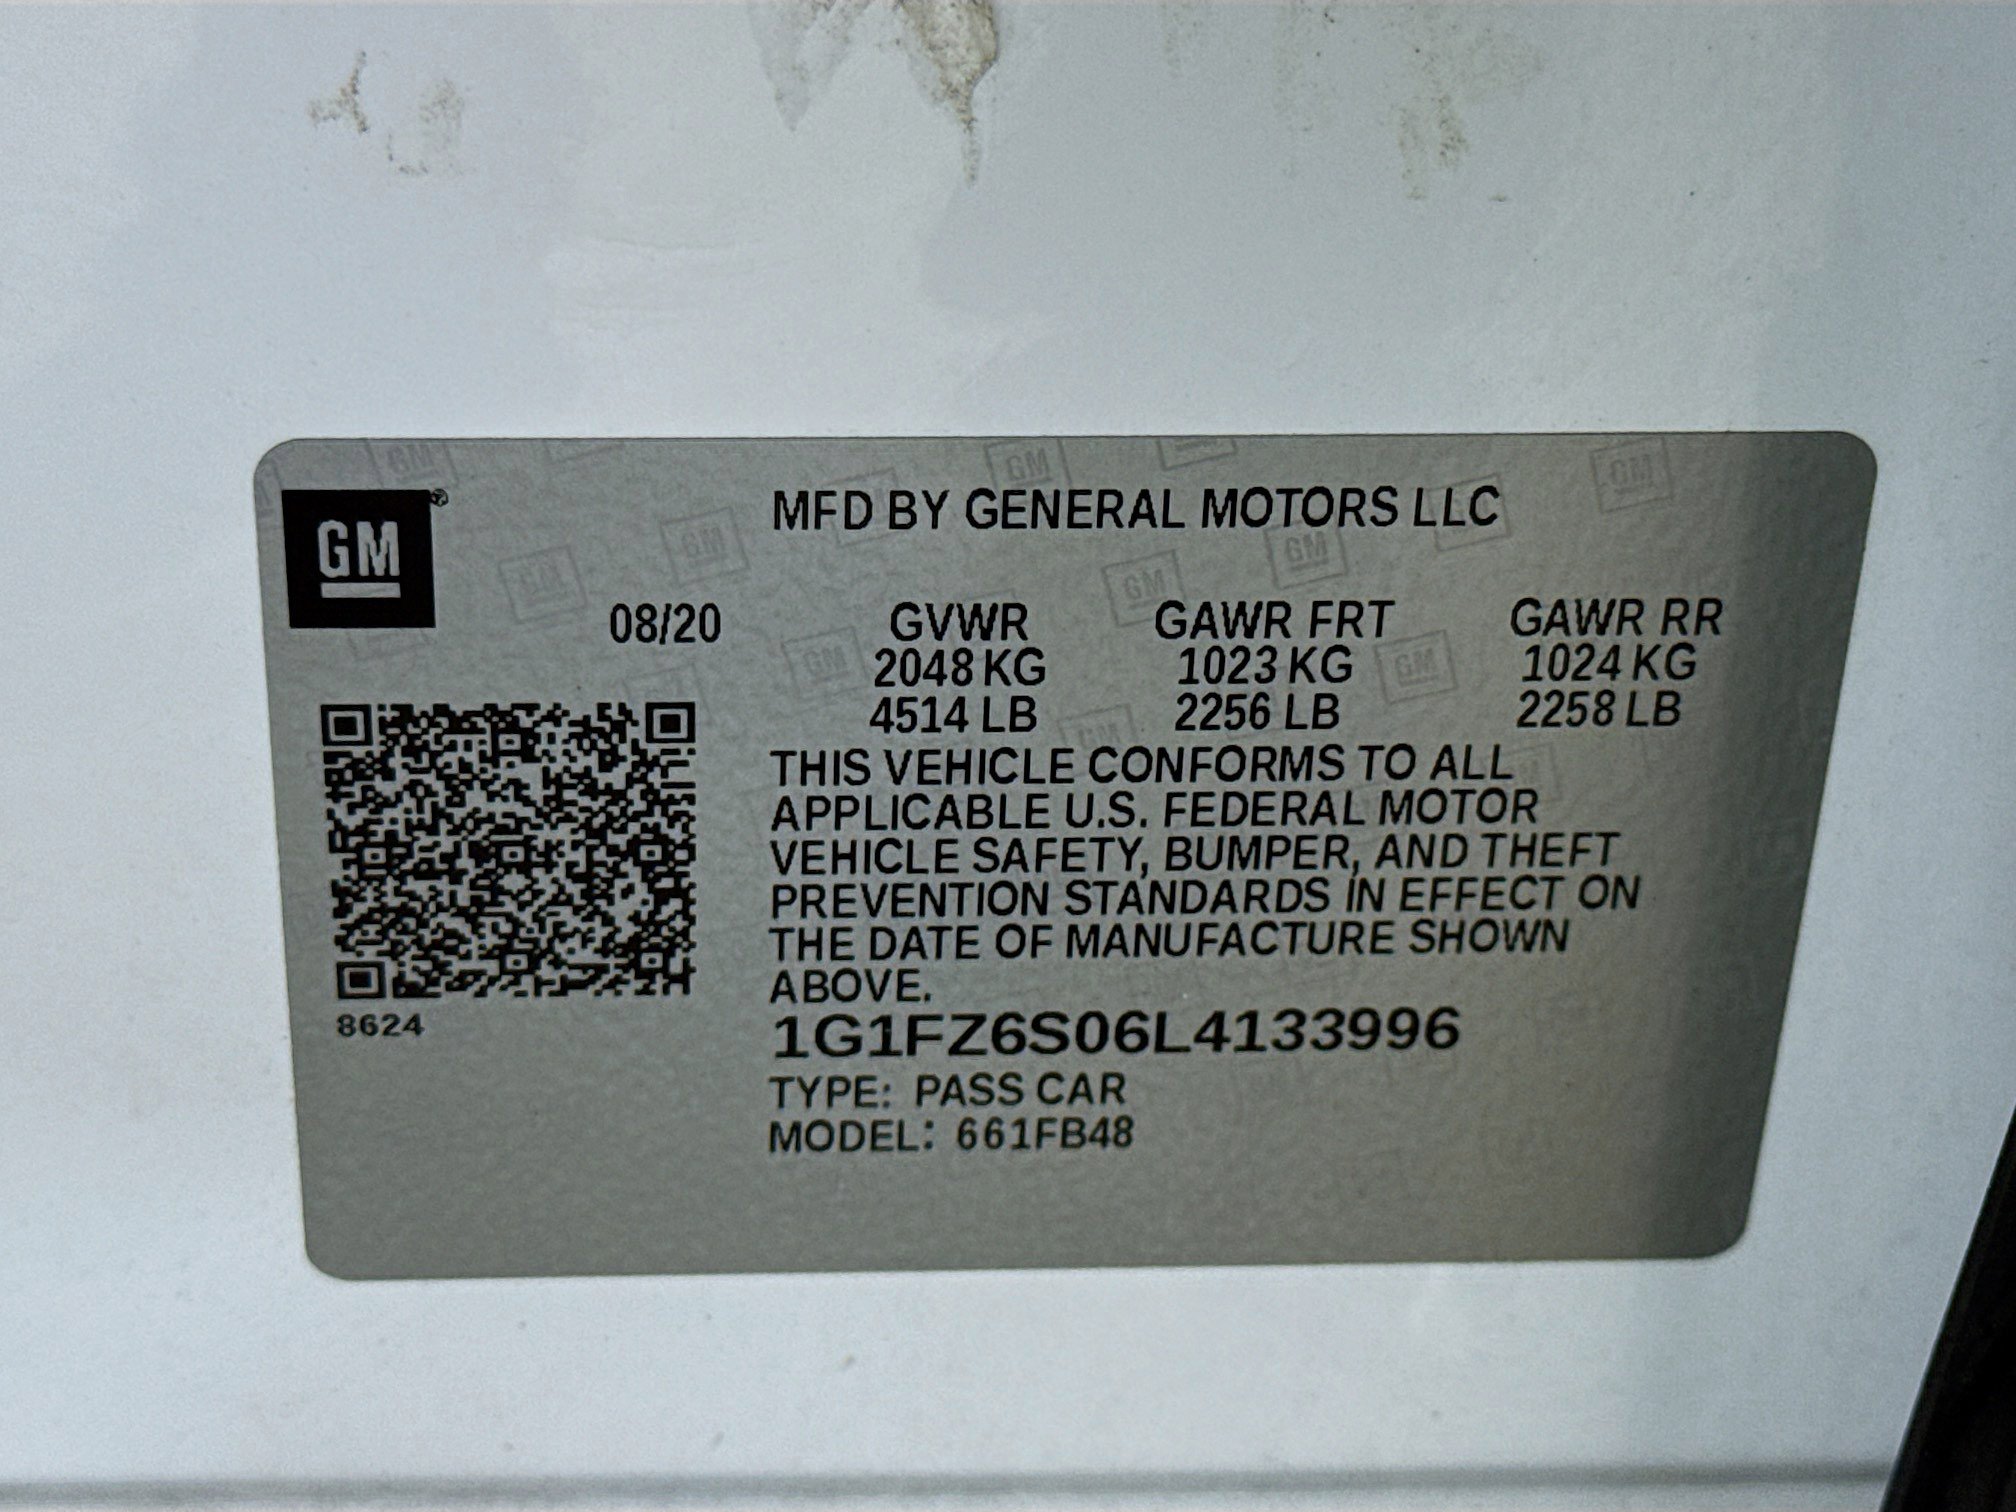 GM®
MFD BY GENERAL MOTORS LLC
08/20 GVWR GAWR FRT GAWR RR
2048 KG 1023 KG 1024 KG
4514 LB 2256 LB 2258 LB
THIS VEHICLE CONFORMS TO ALL
APPLICABLE U.S. FEDERAL MOTOR
VEHICLE SAFETY, BUMPER, AND THEFT
PREVENTION STANDARDS IN EFFECT ON
THE DATE OF MANUFACTURE SHOWN
ABOVE.
8624
1G1FZ6S06L4133996
TYPE: PASS CAR
MODEL: 661FB48